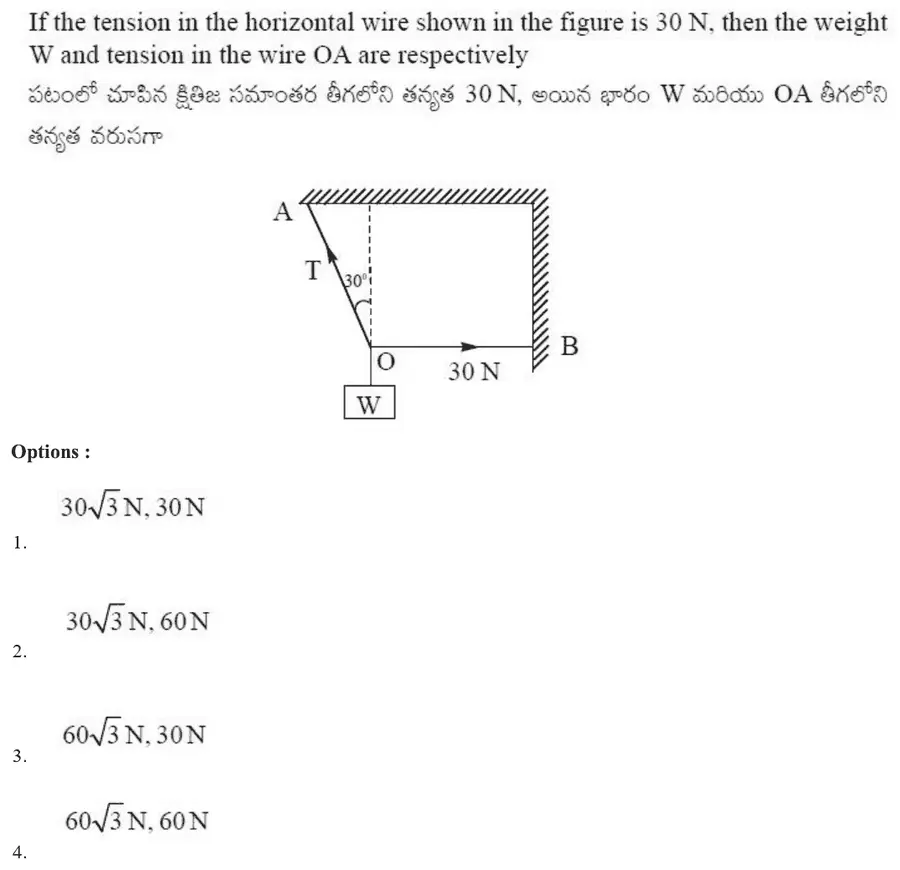 If the tension in the horizontal wire shown in the figure is 30 N, then the weight
W and tension in the wire OA are respectively
పటంలో చూపిన క్షితిజ సమాంతర తీగలోని తన్యత 30 N, అయిన భారం W మరియు OA తీగలోని
తన్యత వరుసగా
A
T
30°
O
30 N
B
W
Options :
30√3 N, 30 N
1.
30√3 N, 60 N
2.
60√3 N, 30 N
3.
60√3 N, 60 N
4.